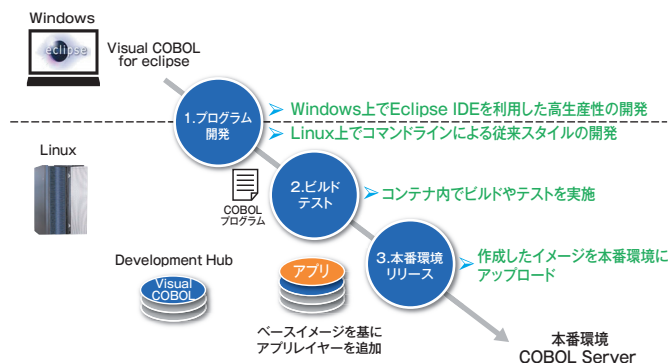 Windows
eclipse
Visual COBOL
for eclipse
1.プログラム
開発
Windows上でEclipse IDEを利用した高生産性の開発
Linux上でコマンドラインによる従来スタイルの開発
Linux
COBOL
プログラム
2.ビルド
テスト
コンテナ内でビルドやテストを実施
Development Hub
Visual
COBOL
アプリ
3.本番環境
リリース
作成したイメージを本番環境に
アップロード
ベースイメージを基に
アプリレイヤーを追加
本番環境
COBOL Server